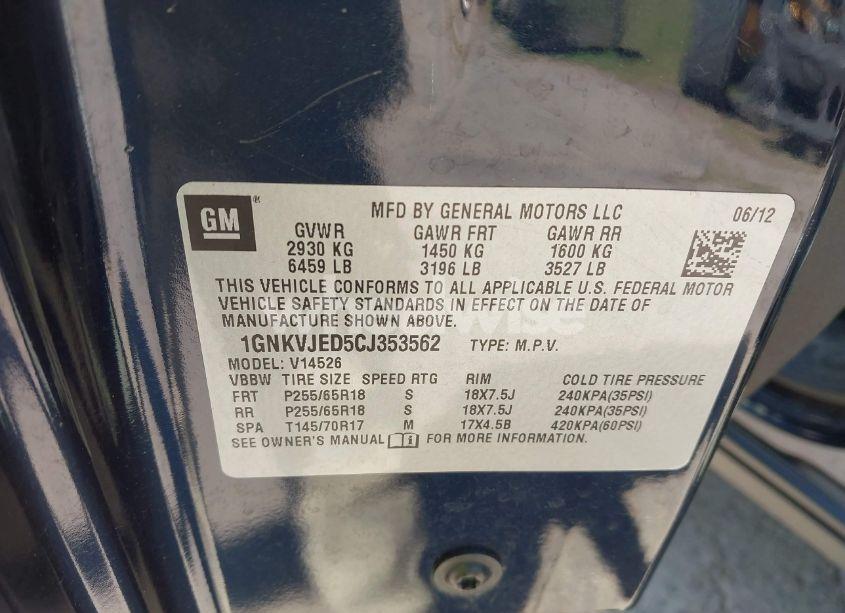 GM ® MFD BY GENERAL MOTORS LLC 06/12
GVWR GAWR FRT GAWR RR
2930 KG 1450 KG 1600 KG
6459 LB 3196 LB 3527 LB
THIS VEHICLE CONFORMS TO ALL APPLICABLE U.S. FEDERAL MOTOR
VEHICLE SAFETY STANDARDS IN EFFECT ON THE DATE OF
MANUFACTURE SHOWN ABOVE.
1GNKVJED5CJ353562 TYPE: M.P.V.
MODEL: V14526
VBBW TIRE SIZE SPEED RTG RIM COLD TIRE PRESSURE
FRT P255/65R18 S 18X7.5J 240KPA(35PSI)
RR P255/65R18 S 18X7.5J 240KPA(35PSI)
SPA T145/70R17 M 17X4.5B 420KPA(60PSI)
SEE OWNER'S MANUAL i FOR MORE INFORMATION.